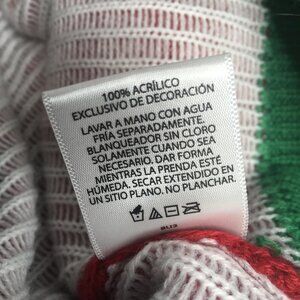 100% ACRÍLICO
EXCLUSIVO DE DECORACIÓN
LAVAR A MANO CON AGUA
FRÍA SEPARADAMENTE.
BLANQUEADOR SIN CLORO
SOLAMENTE CUANDO SEA
NECESARIO. DAR FORMA
MIENTRAS LA PRENDA ESTÉ
HÚMEDA. SECAR EXTENDIDO EN
UN SITIO PLANO. NO PLANCHAR.